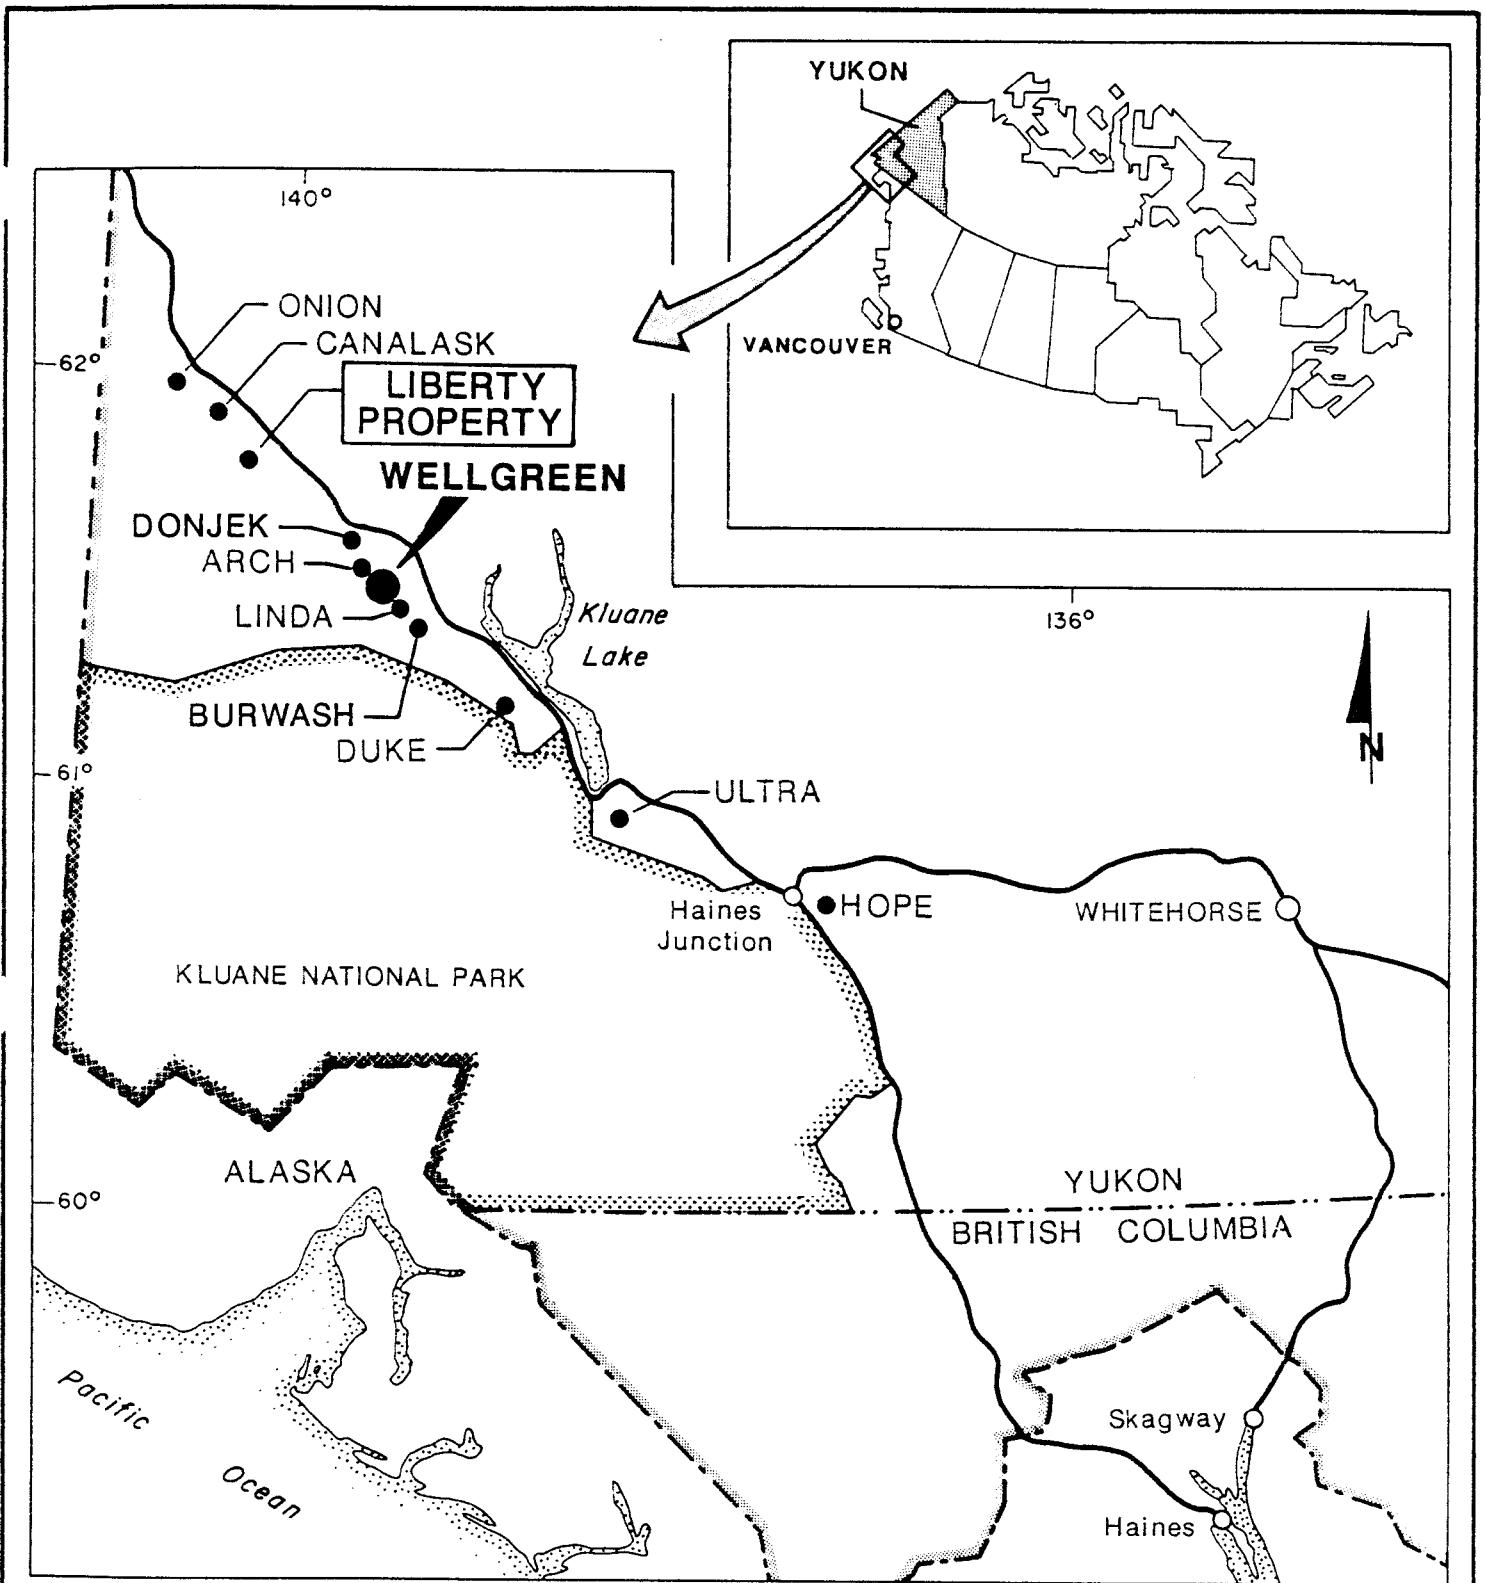 YUKON
VANCOUVER
140°
ONION
62°
CANALASK
LIBERTY
PROPERTY
WELLGREEN
DONJEK
ARCH
LINDA
Kluane
Lake
136°
BURWASH
DUKE
N
61°
ULTRA
HOPE
Haines
Junction
WHITEHORSE
KLUANE NATIONAL PARK
ALASKA
YUKON
60°
BRITISH COLUMBIA
Pacific
Ocean
Skagway
Haines